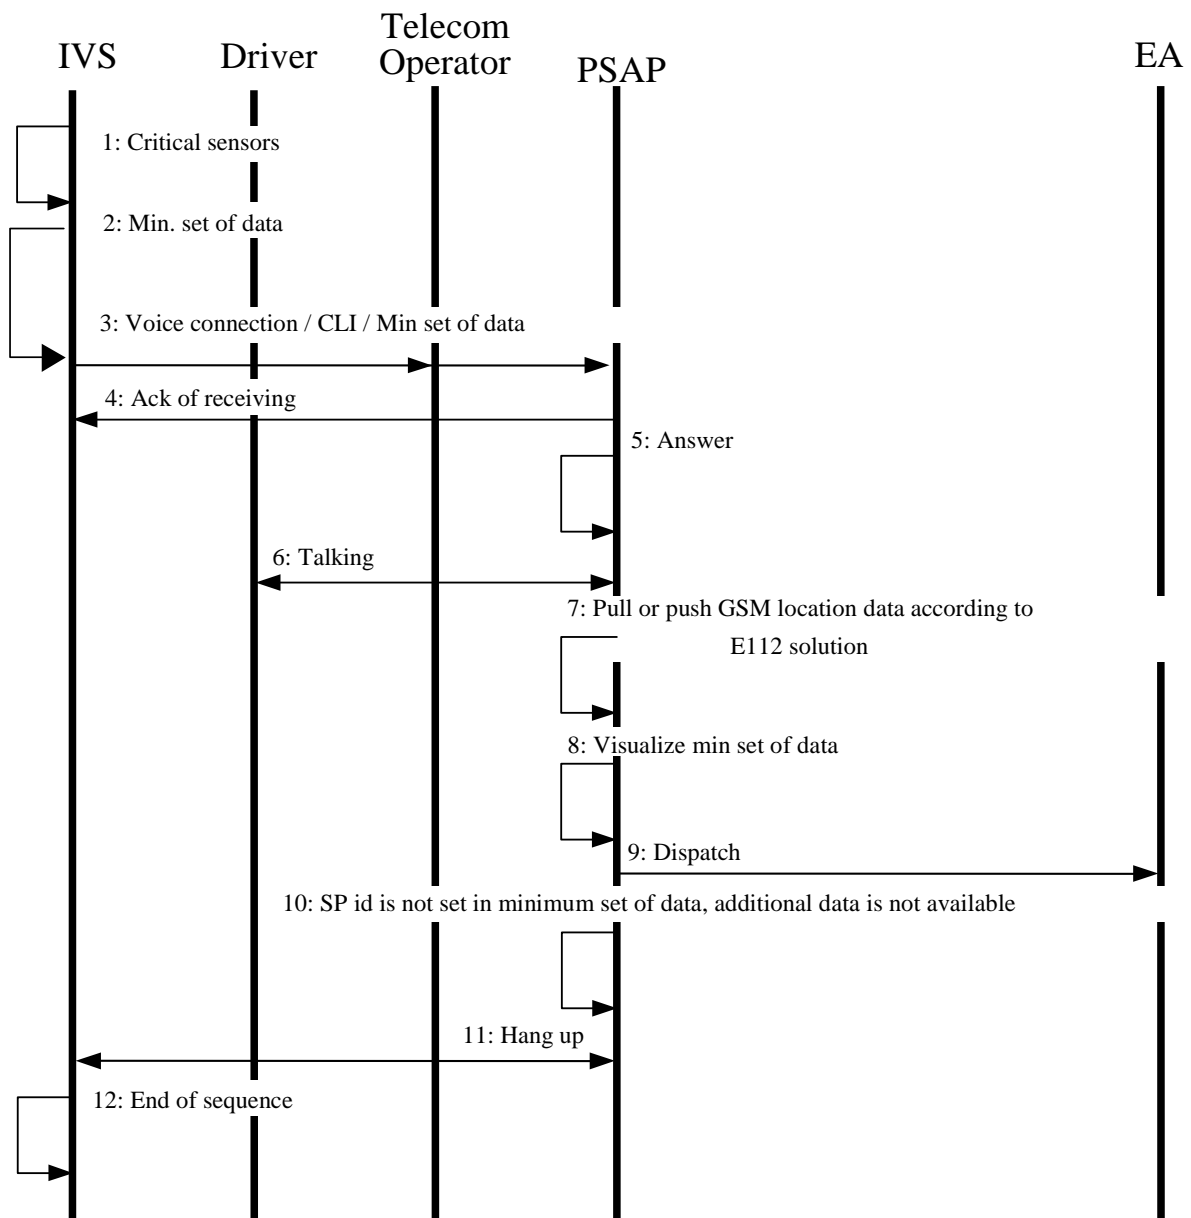 IVS
Driver
Telecom
Operator
PSAP
EA
1: Critical sensors
2: Min. set of data
3: Voice connection / CLI / Min set of data
4: Ack of receiving
5: Answer
6: Talking
7: Pull or push GSM location data according to
E112 solution
8: Visualize min set of data
9: Dispatch
10: SP id is not set in minimum set of data, additional data is not available
11: Hang up
12: End of sequence